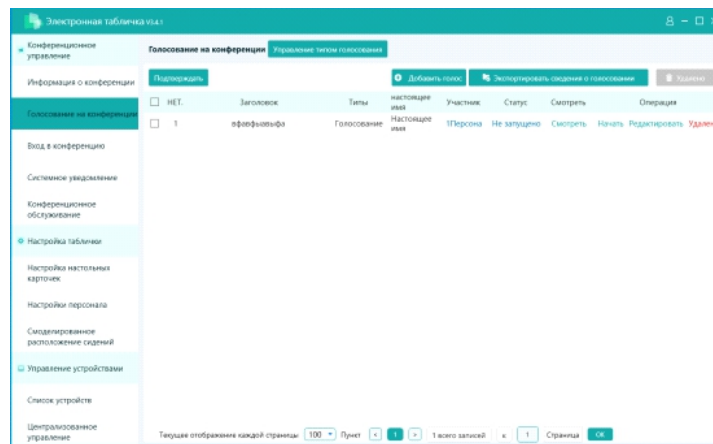 Электронная табличка V3.4.1
Конференционное управление
Голосование на конференции Управление типом голосования
Информация о конференции
Подтверждать Добавить голос Экспортировать сведения о голосовании Удалено
НЕТ. Заголовок Типы настоящее имя Участник Статус Смотреть Операция
Голосование на конференции
1 Голосование Настоящее имя 1Персона Не запущено Смотреть Начать Редактировать Удален
Вход в конференцию
Системное уведомление
Конференционное обслуживание
Настройка таблички
Настройка настольных карточек
Настройки персонала
Смоделированное расположение сидений
Управление устройствами
Список устройств
Централизованное управление
Текущее отображение каждой страницы 100 Пункт < 1 > 1 всего записей к 1 Страница OK